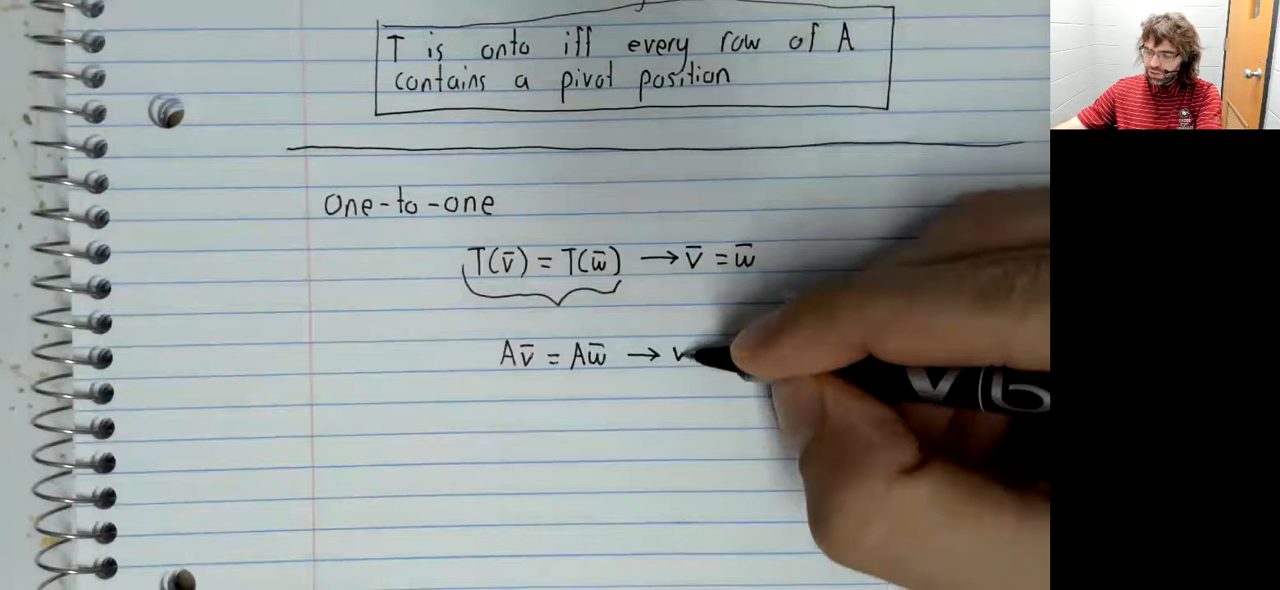 T is onto iff every row of A
contains a pivot position
One-to-one
T(v̄) = T(w̄) → v̄ = w̄
Av̄ = Aw̄ → v